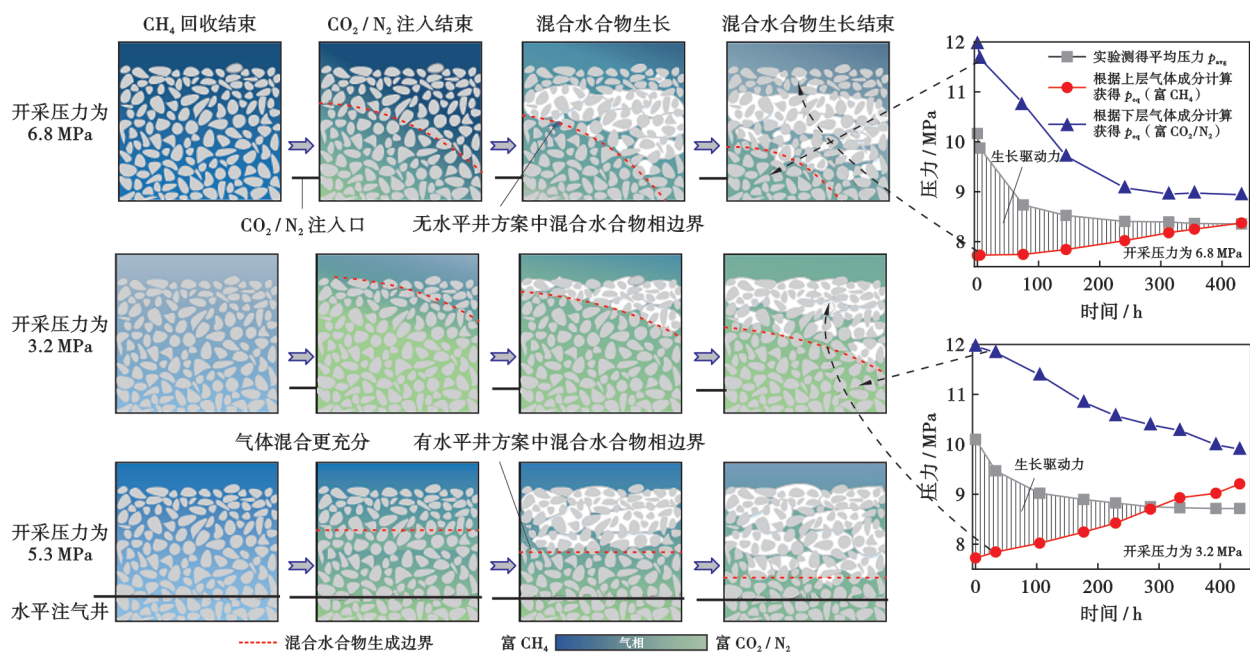 CH₄ 回收结束
CO₂ / N₂ 注入结束
混合水合物生长
混合水合物生长结束
开采压力为
6.8 MPa
CO₂ / N₂ 注入口
无水平井方案中混合水合物相边界
开采压力为
3.2 MPa
气体混合更充分
有水平井方案中混合水合物相边界
开采压力为
5.3 MPa
水平注气井
混合水合物生成边界
富 CH₄
气相
富 CO₂ / N₂
12
11
10
9
8
压力 / MPa
实验测得平均压力 pavg
根据上层气体成分计算
获得 peq（富 CH₄）
根据下层气体成分计算
获得 peq（富 CO₂/N₂）
生长驱动力
开采压力为 6.8 MPa
0
100
200
300
400
时间 / h
12
11
10
9
8
压力 / MPa
生长驱动力
开采压力为 3.2 MPa
0
100
200
300
400
时间 / h